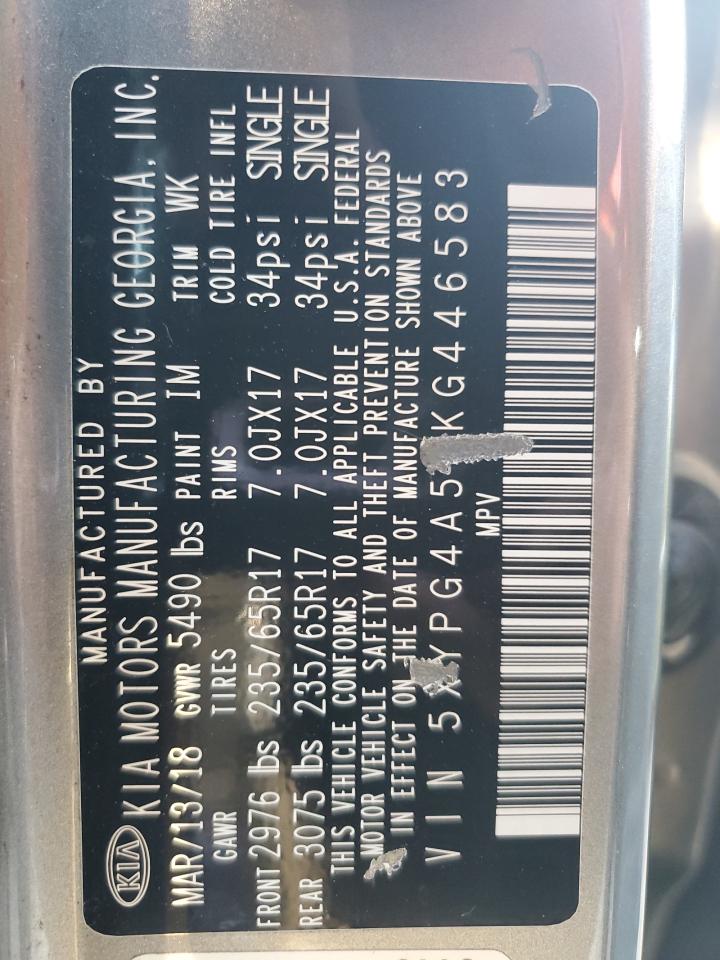 MANUFACTURED BY
KIA KIA MOTORS MANUFACTURING GEORGIA, INC.
MAR/13/18 GVWR 5490 lbs PAINT IM TRIM WK
GAWR TIRES RIMS COLD TIRE INFL
FRONT 2976 lbs 235/65R17 7.0JX17 34psi SINGLE
REAR 3075 lbs 235/65R17 7.0JX17 34psi SINGLE
THIS VEHICLE CONFORMS TO ALL APPLICABLE U.S.A. FEDERAL
MOTOR VEHICLE SAFETY AND THEFT PREVENTION STANDARDS
IN EFFECT ON THE DATE OF MANUFACTURE SHOWN ABOVE
VIN 5XYPG4A5 KG446583
MPV